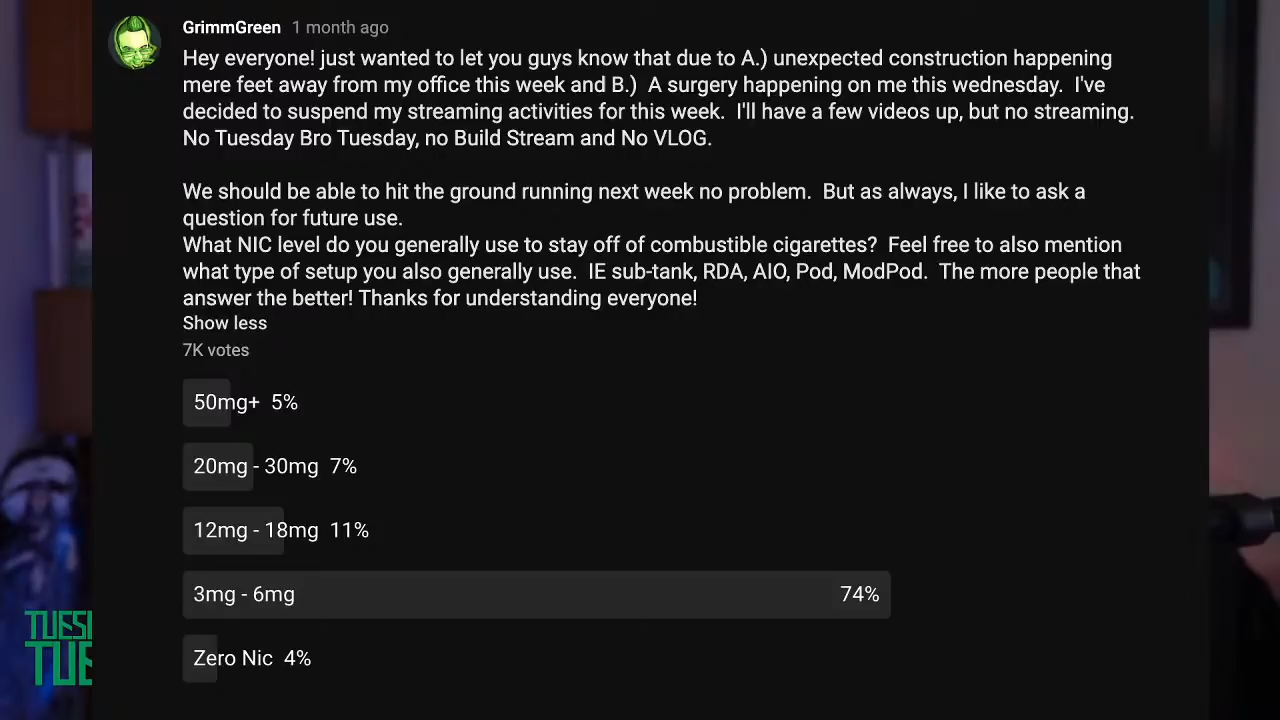 GrimmGreen 1 month ago
Hey everyone! just wanted to let you guys know that due to A.) unexpected construction happening
mere feet away from my office this week and B.)  A surgery happening on me this wednesday.  I've
decided to suspend my streaming activities for this week.  I'll have a few videos up, but no streaming.
No Tuesday Bro Tuesday, no Build Stream and No VLOG.
We should be able to hit the ground running next week no problem.  But as always, I like to ask a
question for future use.
What NIC level do you generally use to stay off of combustible cigarettes?  Feel free to also mention
what type of setup you also generally use.  IE sub-tank, RDA, AIO, Pod, ModPod.  The more people that
answer the better! Thanks for understanding everyone!
Show less
7K votes
50mg+ 5%
20mg - 30mg 7%
12mg - 18mg 11%
3mg - 6mg 74%
Zero Nic 4%
TUES
TUE